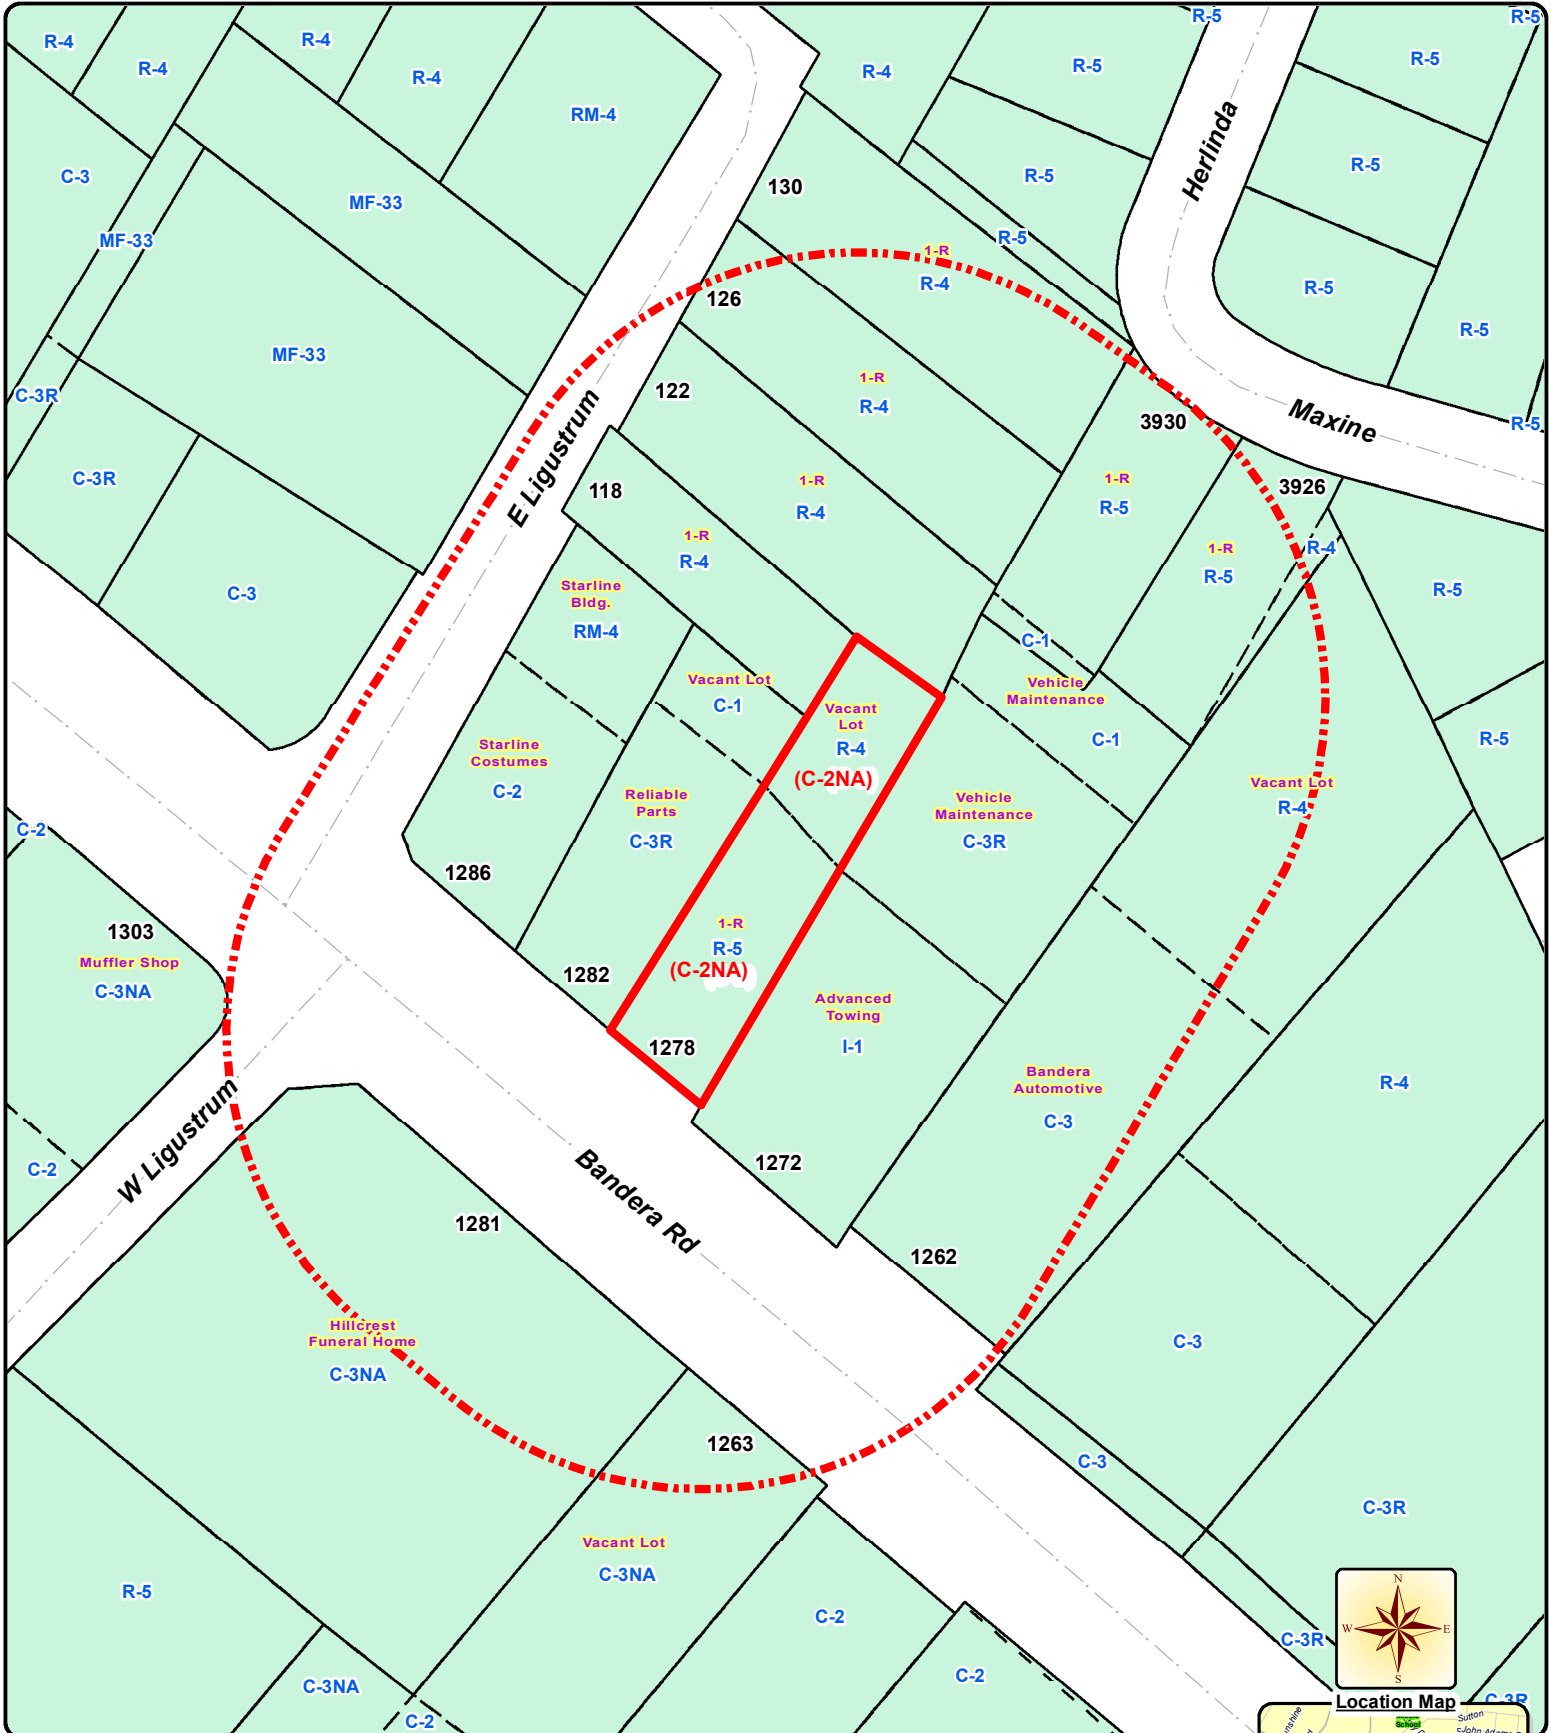 R-4
R-4
R-4
R-4
RM-4
R-4
R-5
R-5
R-5
R-5
C-3
MF-33
130
R-5
Herlinda
R-5
MF-33
R-5
1-R
R-4
R-5
126
R-5
MF-33
122
1-R
R-4
C-3R
3930
Maxine
R-5
E Ligustrum
C-3R
118
1-R
R-4
1-R
R-5
3926
1-R
R-4
1-R
R-5
R-4
C-3
Starline
Bldg.
RM-4
R-5
C-1
Vacant Lot
C-1
Vehicle
Maintenance
C-1
Vacant
Lot
R-4
(C-2NA)
Starline
Costumes
C-2
R-5
Reliable
Parts
C-3R
Vehicle
Maintenance
C-3R
Vacant Lot
R-4
C-2
1286
1303
Muffler Shop
C-3NA
1-R
R-5
(C-2NA)
1282
1278
Advanced
Towing
I-1
Bandera
Automotive
C-3
R-4
C-2
W Ligustrum
Bandera Rd
1272
1281
1262
Hillcrest
Funeral Home
C-3NA
C-3
1263
C-3
C-3R
Vacant Lot
C-3NA
R-5
C-2
C-3R
C-2
C-3NA
C-2
N
W
E
S
Location Map
C-3R
School
Sutton